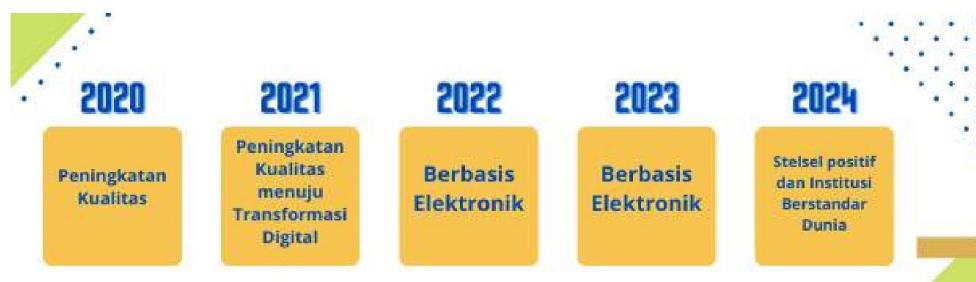 2020
Peningkatan
Kualitas
2021
Peningkatan
Kualitas
menuju
Transformasi
Digital
2022
Berbasis
Elektronik
2023
Berbasis
Elektronik
2024
Stelsel positif
dan Institusi
Berstandar
Dunia